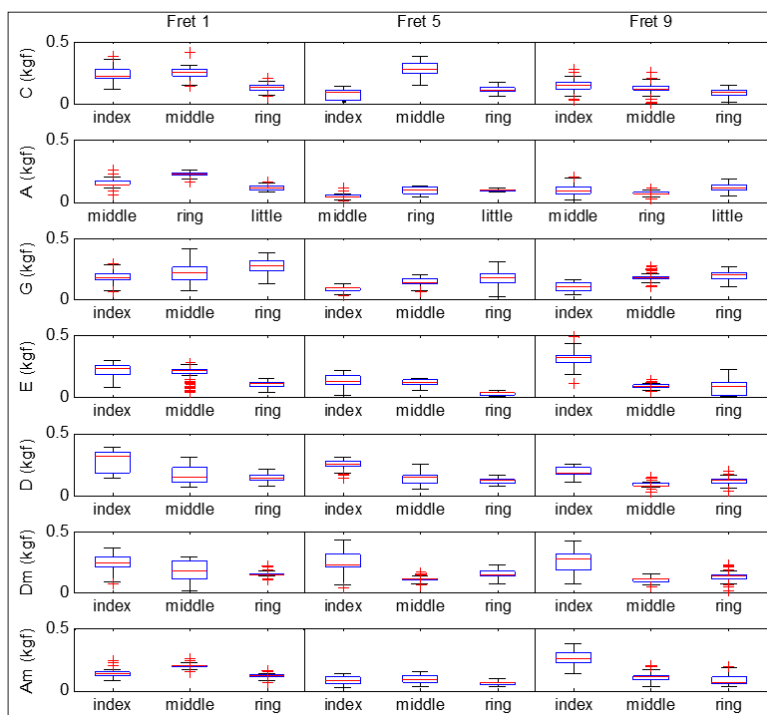 Fret 1 Fret 5 Fret 9
C (kgf) 0.5 0
index middle ring index middle ring index middle ring
A (kgf) 0.5 0
middle ring little middle ring little middle ring little
G (kgf) 0.5 0
index middle ring index middle ring index middle ring
E (kgf) 0.5 0
index middle ring index middle ring index middle ring
D (kgf) 0.5 0
index middle ring index middle ring index middle ring
Dm (kgf) 0.5 0
index middle ring index middle ring index middle ring
Am (kgf) 0.5 0
index middle ring index middle ring index middle ring